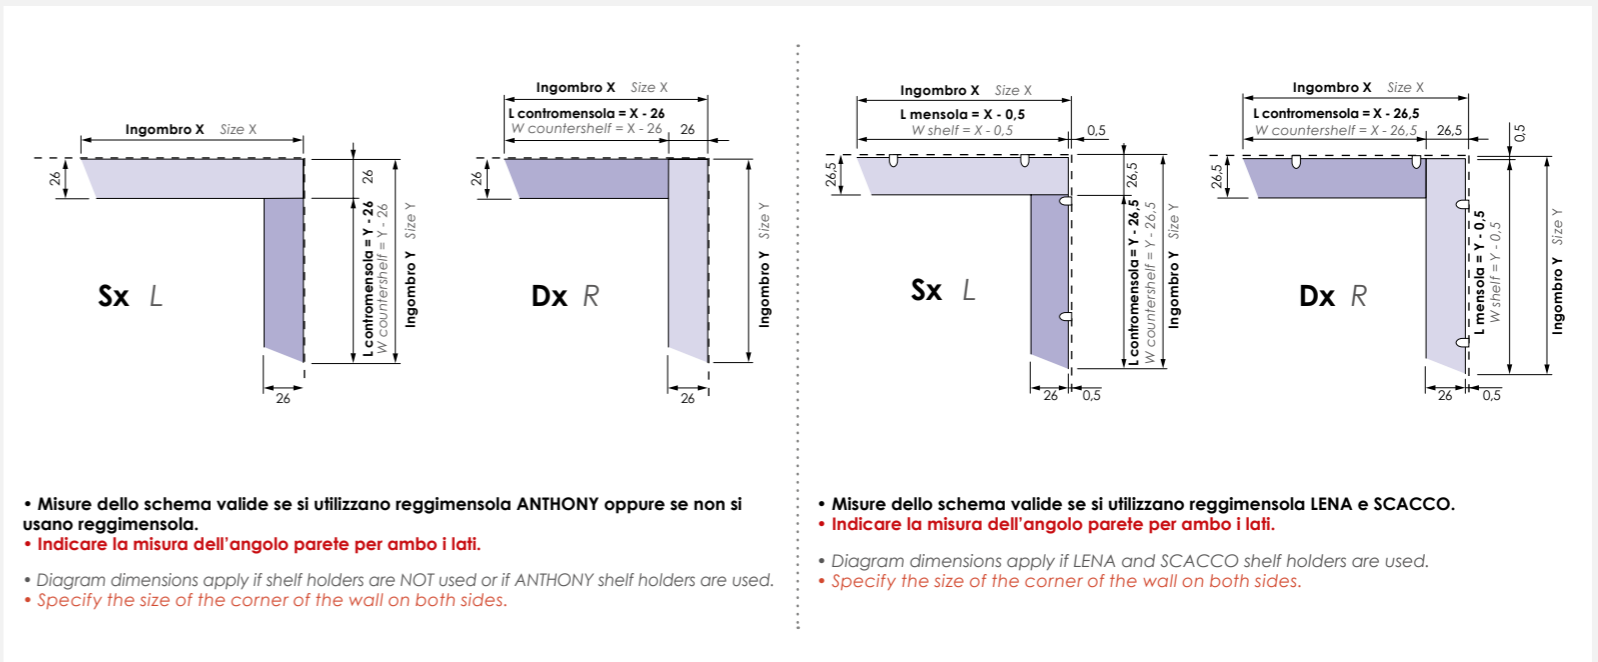 Ingombro X Size X
26
26
L contromensola = Y - 26
W countershelf = Y - 26
Ingombro Y Size Y
Sx L
26
Ingombro X Size X
L contromensola = X - 26
W countershelf = X - 26
26
26
Ingombro Y Size Y
Dx R
26
• Misure dello schema valide se si utilizzano reggimensola ANTHONY oppure se non si
usano reggimensola.
• Indicare la misura dell'angolo parete per ambo i lati.
• Diagram dimensions apply if shelf holders are NOT used or if ANTHONY shelf holders are used.
• Specify the size of the corner of the wall on both sides.
Ingombro X Size X
L mensola = X - 0,5
W shelf = X - 0,5
0,5
26,5
26,5
L contromensola = Y - 26,5
W countershelf = Y - 26,5
Ingombro Y Size Y
Sx L
26
0,5
Ingombro X Size X
L contromensola = X - 26,5
W countershelf = X - 26,5
26,5
0,5
26,5
L mensola = Y - 0,5
W shelf = Y - 0,5
Ingombro Y Size Y
Dx R
26
0,5
• Misure dello schema valide se si utilizzano reggimensola LENA e SCACCO.
• Indicare la misura dell'angolo parete per ambo i lati.
• Diagram dimensions apply if LENA and SCACCO shelf holders are used.
• Specify the size of the corner of the wall on both sides.